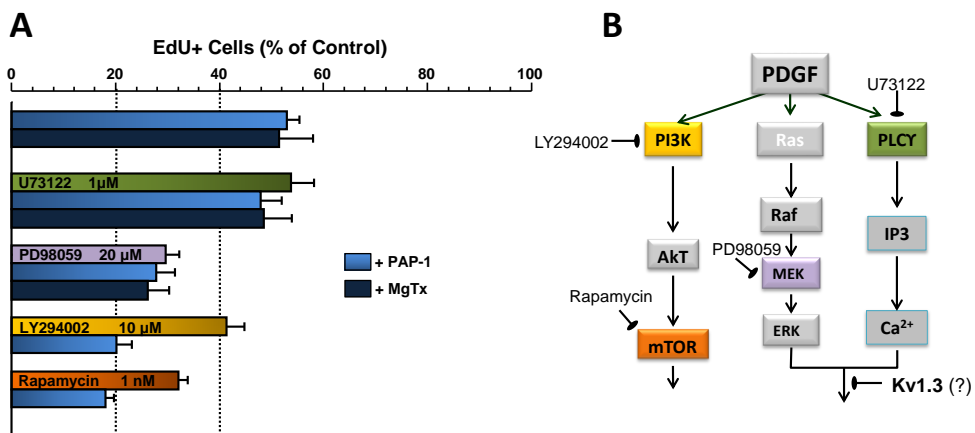 A
EdU+ Cells (% of Control)
0 20 40 60 80 100
U73122 1µM
PD98059 20 µM
LY294002 10 µM
Rapamycin 1 nM
+ PAP-1
+ MgTx
B
PDGF
U73122
LY294002
PI3K
Ras
PLCϒ
Raf
IP3
AkT
PD98059
MEK
Rapamycin
mTOR
ERK
Ca²⁺
Kv1.3 (?)